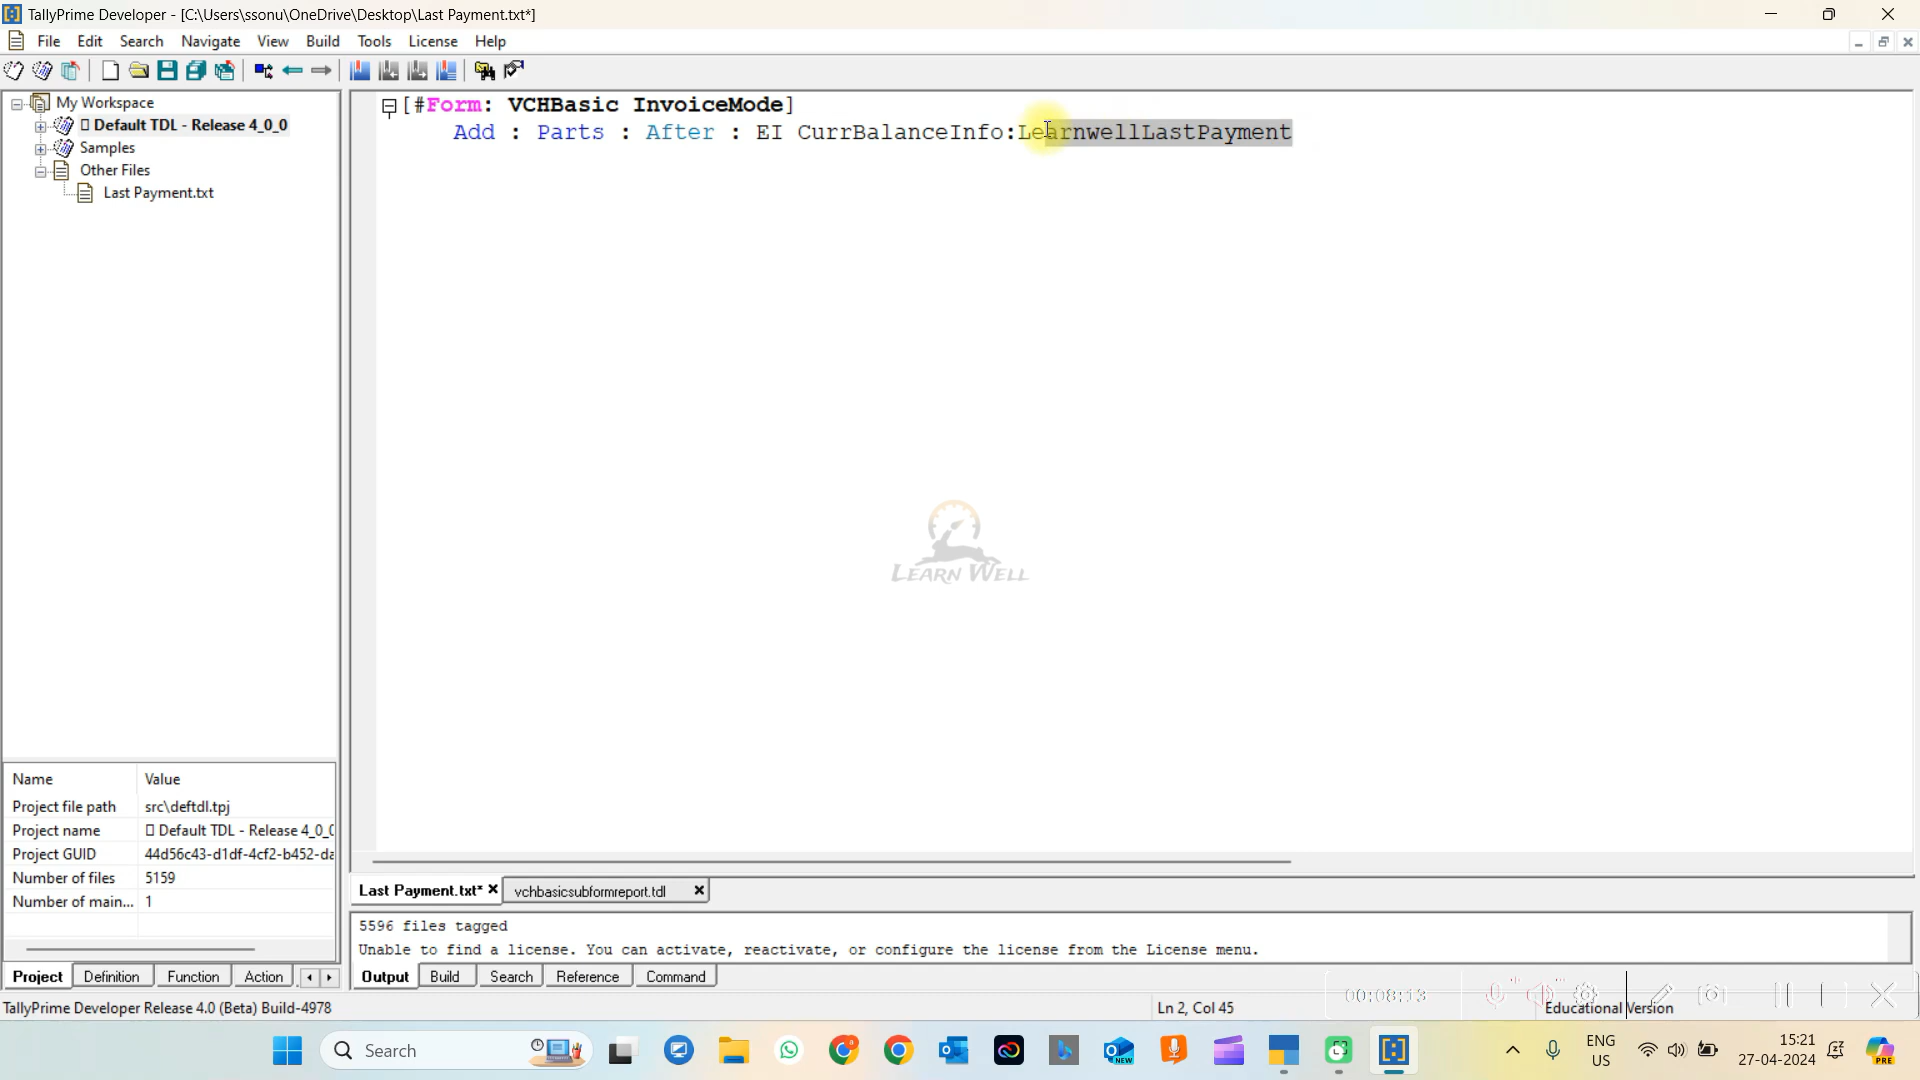 TallyPrime Developer - [C:\Users\ssonu\OneDrive\Desktop\Last Payment.txt*]
File Edit Search Navigate View Build Tools License Help
My Workspace
Default TDL - Release 4_0_0
Samples
Other Files
Last Payment.txt
[#Form: VCHBasic InvoiceMode]
Add : Parts : After : EI CurrBalanceInfo:LearnwellLastPayment
LEARN WELL
Name Value
Project file path src\deftdl.tpj
Project name Default TDL - Release 4_0_0
Project GUID 44d56c43-d1df-4cf2-b452-da
Number of files 5159
Number of main... 1
Project Definition Function Action
Last Payment.txt* vchbasicsubformreport.tdl
5596 files tagged
Unable to find a license. You can activate, reactivate, or configure the license from the License menu.
Output Build Search Reference Command
00:08:13
TallyPrime Developer Release 4.0 (Beta) Build-4978 Ln 2, Col 45 Educational Version
Search
NEW
ENG
US
15:21
27-04-2024
PRE